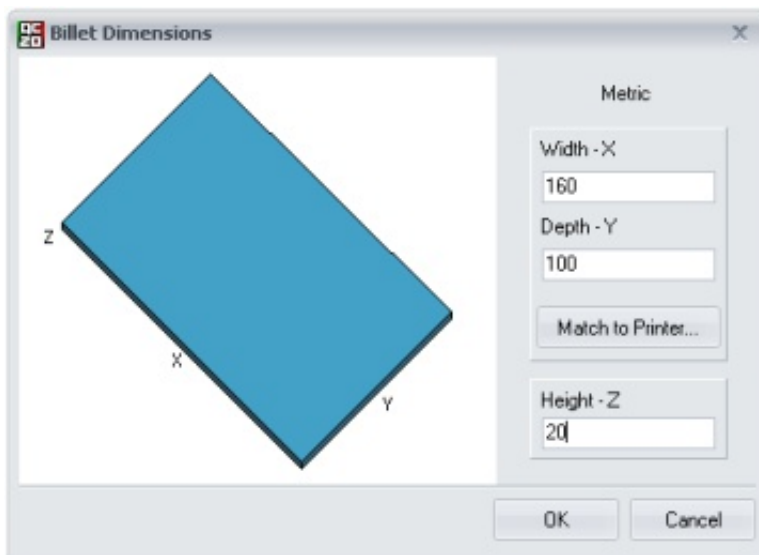 Billet Dimensions
Metric
Width - X
160
Depth - Y
100
Match to Printer...
Height - Z
20
Z
X
Y
OK
Cancel